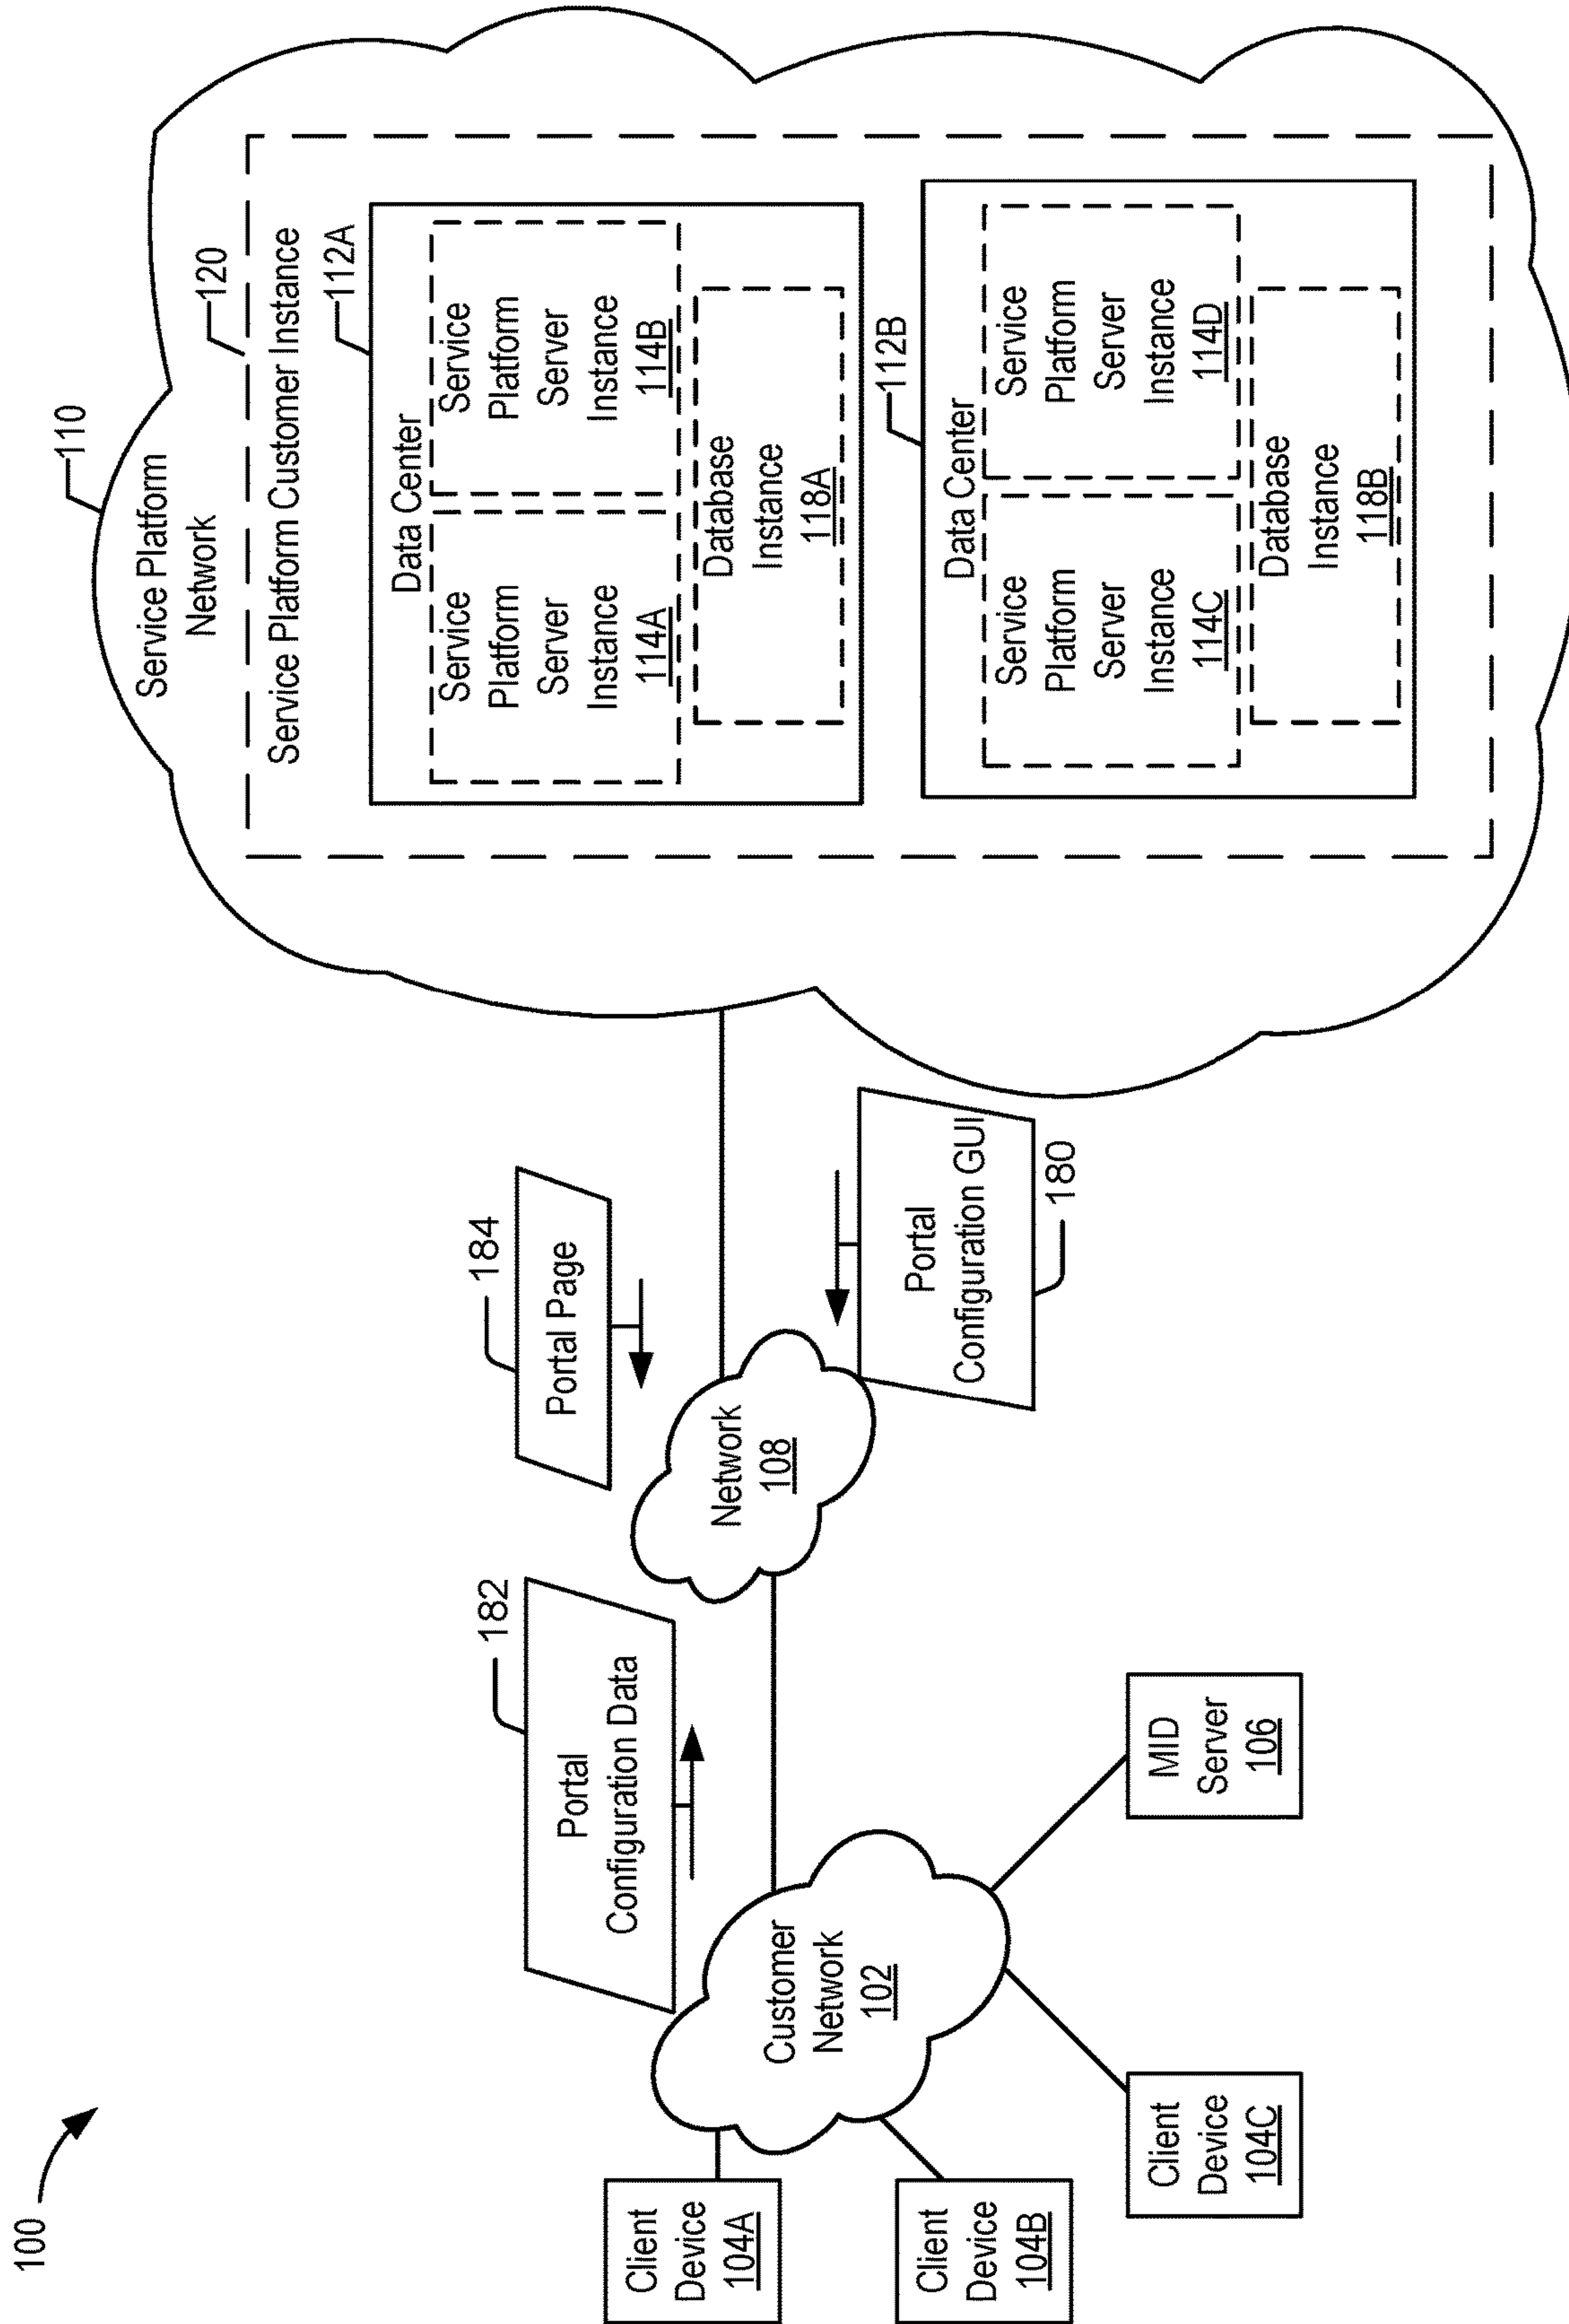 100
Client
Device
104A
Client
Device
104B
Client
Device
104C
MID
Server
106
Customer
Network
102
182
Portal
Configuration Data
Network
108
184
Portal Page
Portal
Configuration GUI
180
110
Service Platform
Network
120
Service Platform Customer Instance
112A
Data Center
Service
Platform
Server
Instance
114A
Service
Platform
Server
Instance
114B
Database
Instance
118A
112B
Data Center
Service
Platform
Server
Instance
114C
Service
Platform
Server
Instance
114D
Database
Instance
118B